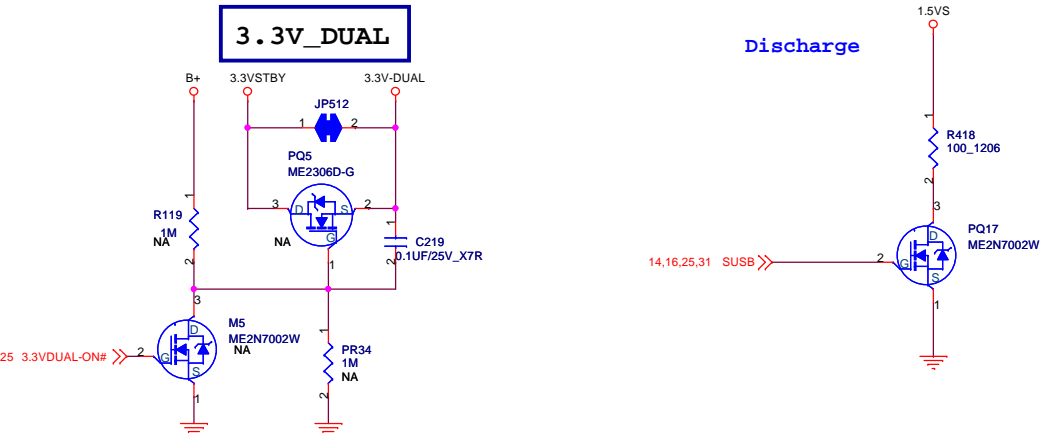 3.3V_DUAL
B+
3.3VSTBY
3.3V-DUAL
JP512
1
2
PQ5
ME2306D-G
3
D
S
2
G
NA
1
1
R119
1M
NA
2
1
C219
0.1UF/25V_X7R
2
3
M5
ME2N7002W
NA
D
G
S
25 3.3VDUAL-ON#
2
1
1
PR34
1M
NA
2
Discharge
1.5VS
1
R418
100_1206
2
3
PQ17
ME2N7002W
D
G
S
14,16,25,31 SUSB
2
1